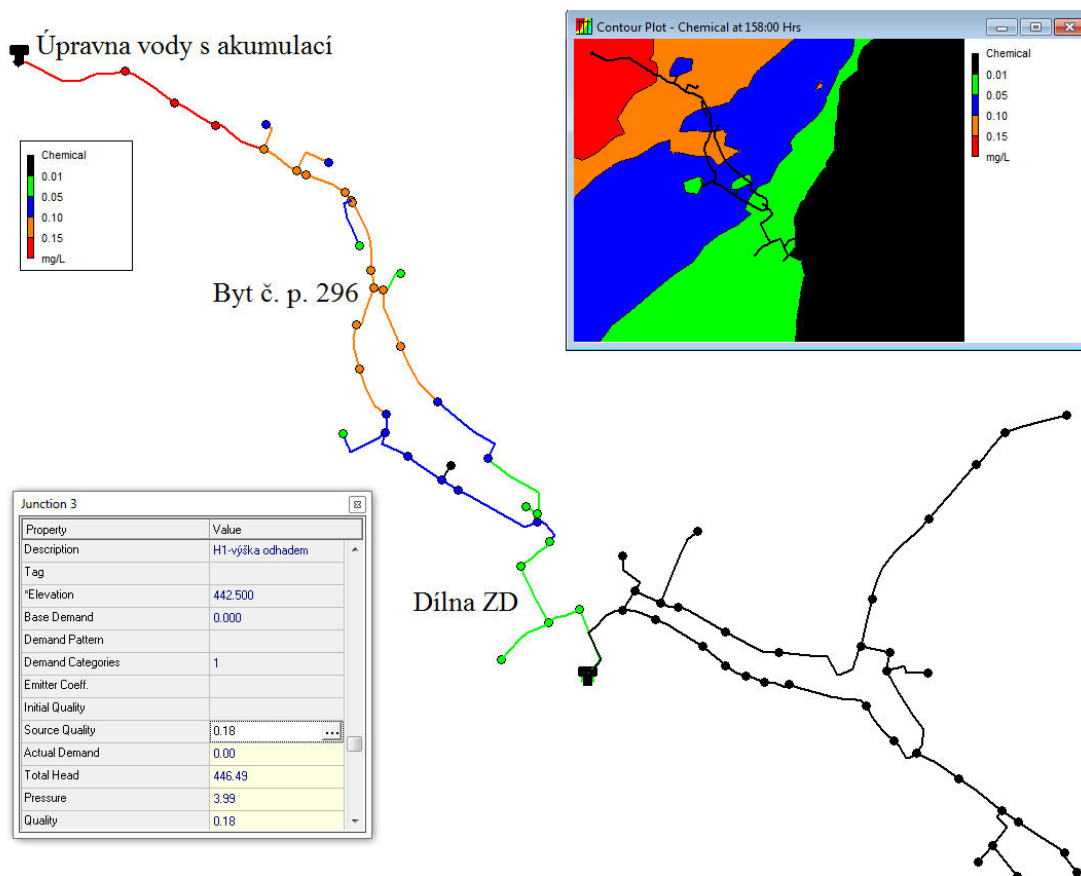 Úpravna vody s akumulací
Contour Plot - Chemical at 158:00 Hrs
Chemical
0.01
0.05
0.10
0.15
mg/L
Chemical
0.01
0.05
0.10
0.15
mg/L
Byt č. p. 296
Dílna ZD
Junction 3
Property Value
Description H1-výška odhadem
Tag
*Elevation 442.500
Base Demand 0.000
Demand Pattern
Demand Categories 1
Emitter Coeff.
Initial Quality
Source Quality 0.18 ...
Actual Demand 0.00
Total Head 446.49
Pressure 3.99
Quality 0.18